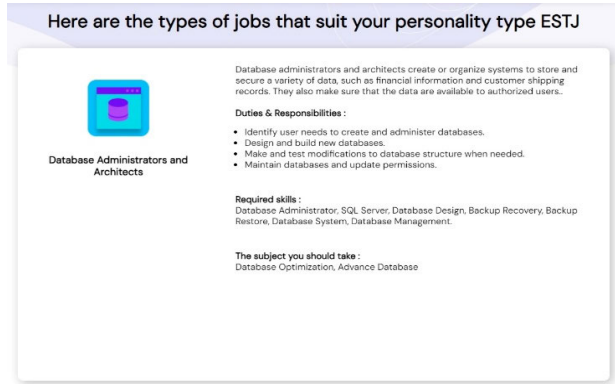 Here are the types of jobs that suit your personality type ESTJ
Database Administrators and
Architects
Database administrators and architects create or organize systems to store and
secure a variety of data, such as financial information and customer shipping
records. They also make sure that the data are available to authorized users..
Duties & Responsibilities :
• Identify user needs to create and administer databases.
• Design and build new databases.
• Make and test modifications to database structure when needed.
• Maintain databases and update permissions.
Required skills :
Database Administrator, SQL Server, Database Design, Backup Recovery, Backup
Restore, Database System, Database Management.
The subject you should take :
Database Optimization, Advance Database